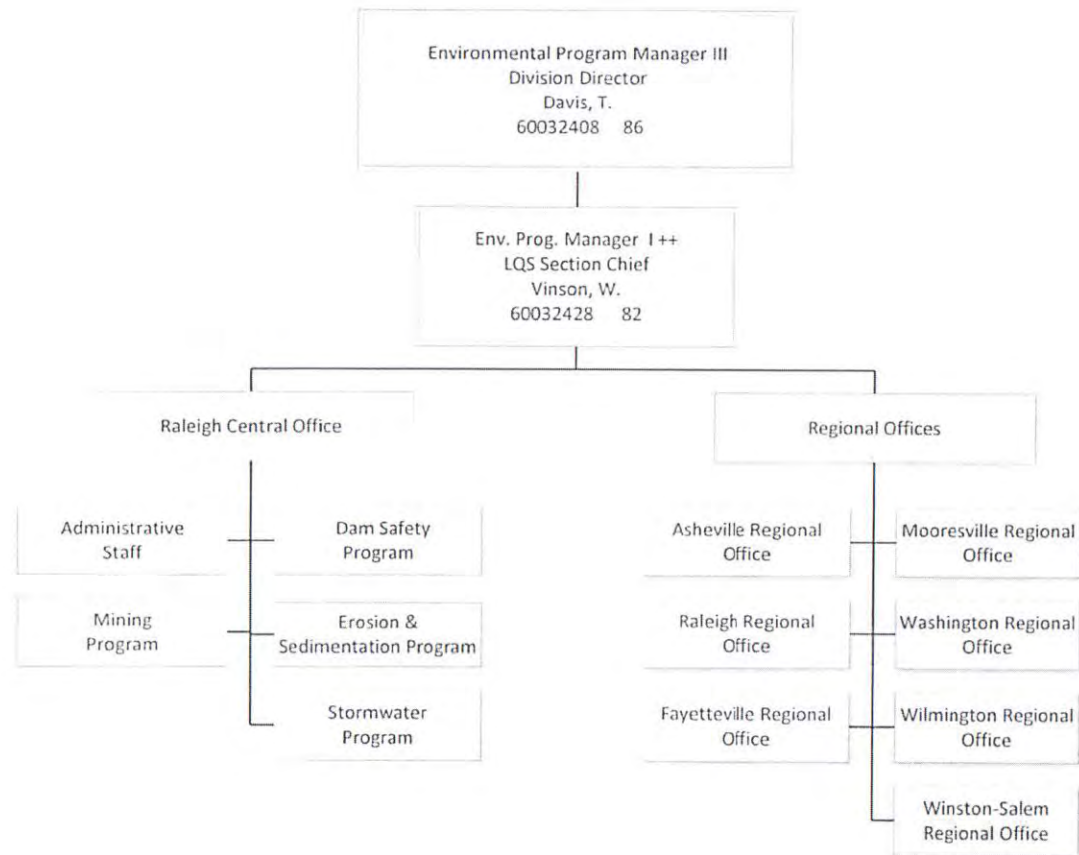 Environmental Program Manager III
Division Director
Davis, T.
60032408 86
Env. Prog. Manager I ++
LQS Section Chief
Vinson, W.
60032428 82
Raleigh Central Office
Regional Offices
Administrative
Staff
Dam Safety
Program
Mining
Program
Erosion &
Sedimentation Program
Stormwater
Program
Asheville Regional
Office
Mooresville Regional
Office
Raleigh Regional
Office
Washington Regional
Office
Fayetteville Regional
Office
Wilmington Regional
Office
Winston-Salem
Regional Office